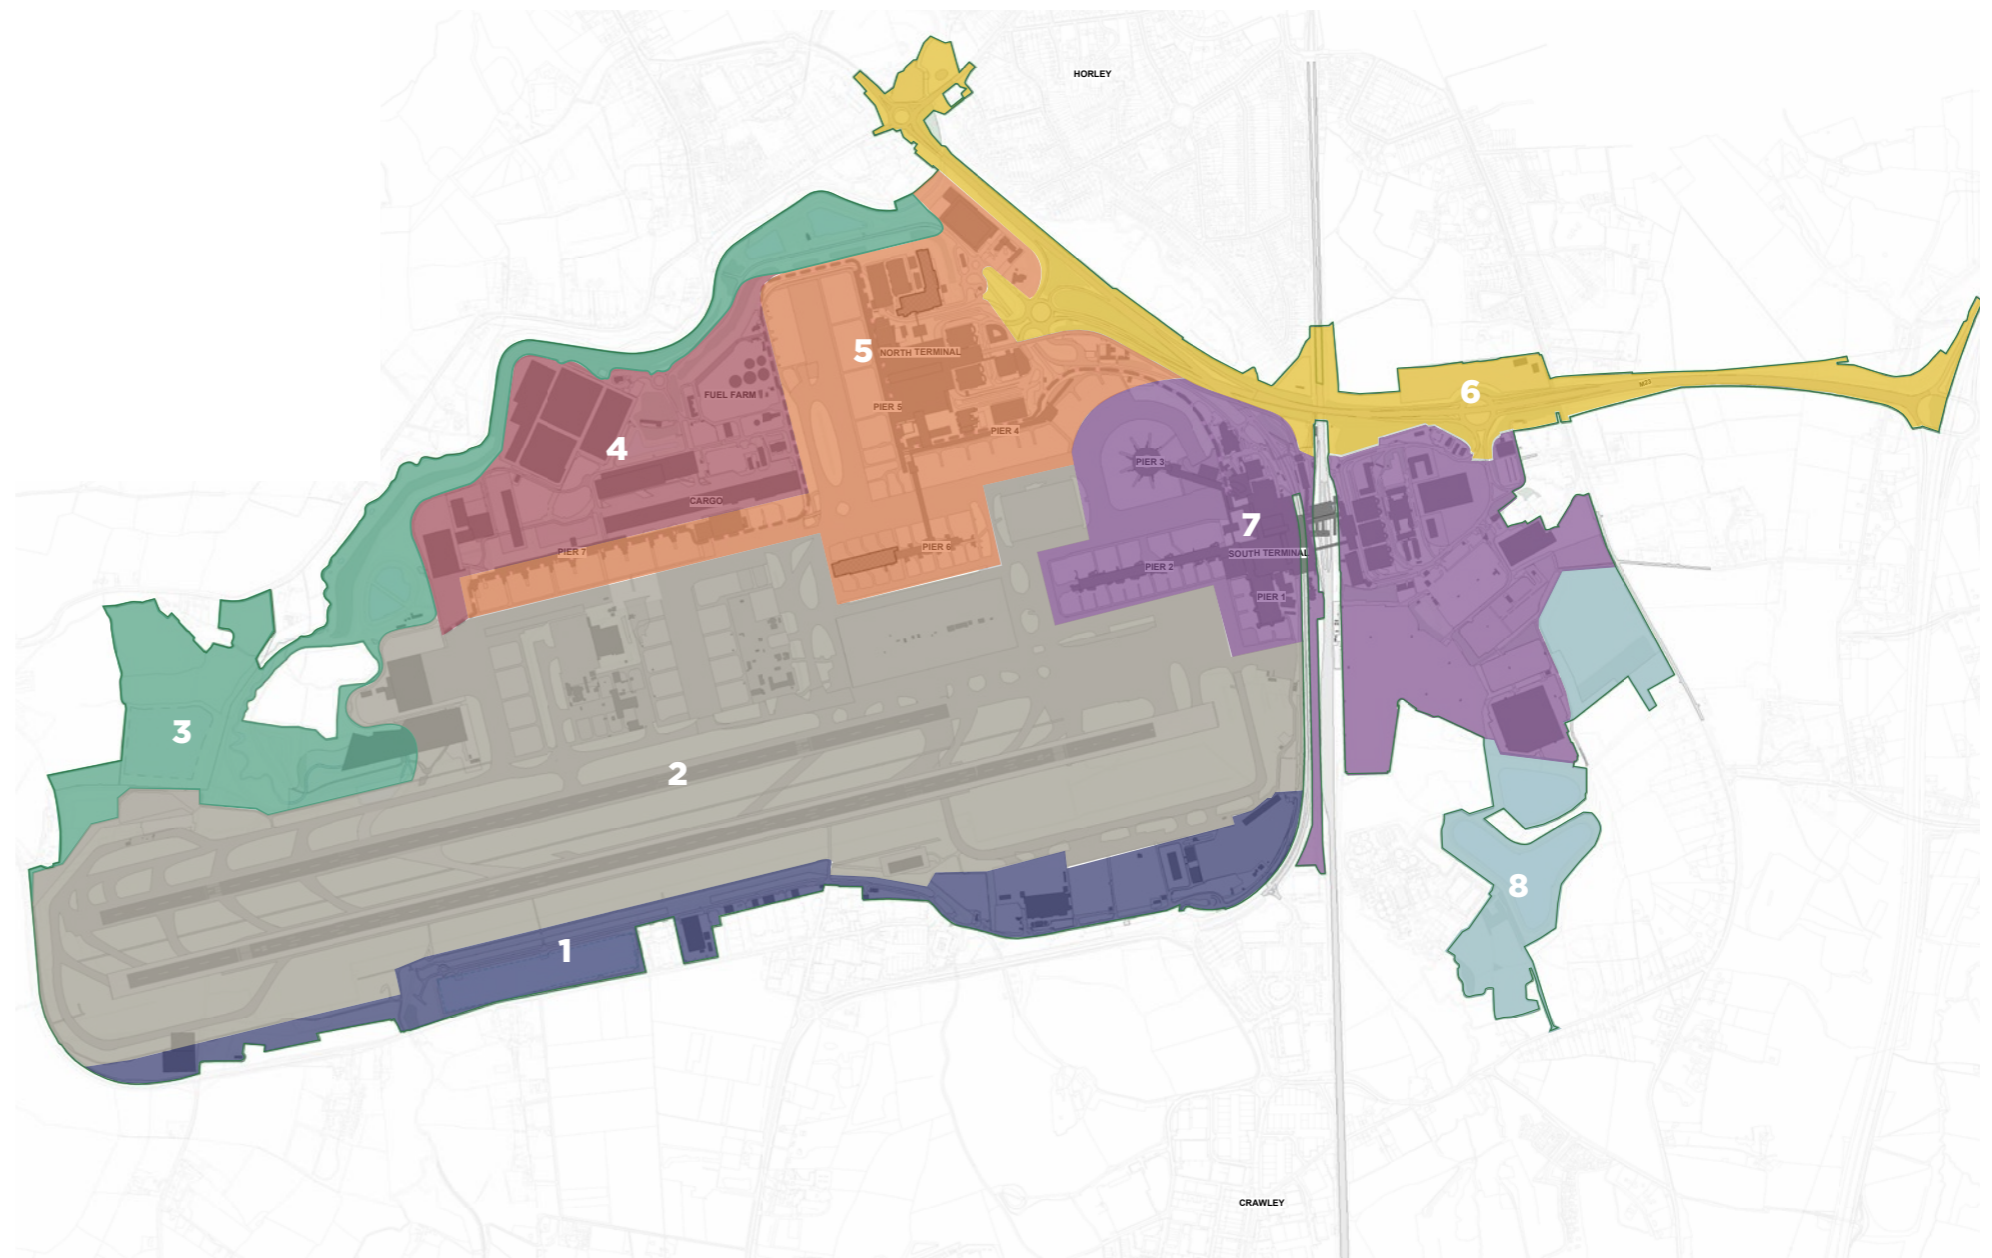 HORLEY
5
NORTH TERMINAL
6
M23
FUEL FARM
PIER 5
PIER 4
4
PIER 3
CARGO
7
PIER 7
PIER 6
SOUTH TERMINAL
PIER 2
PIER 1
3
2
8
1
CRAWLEY